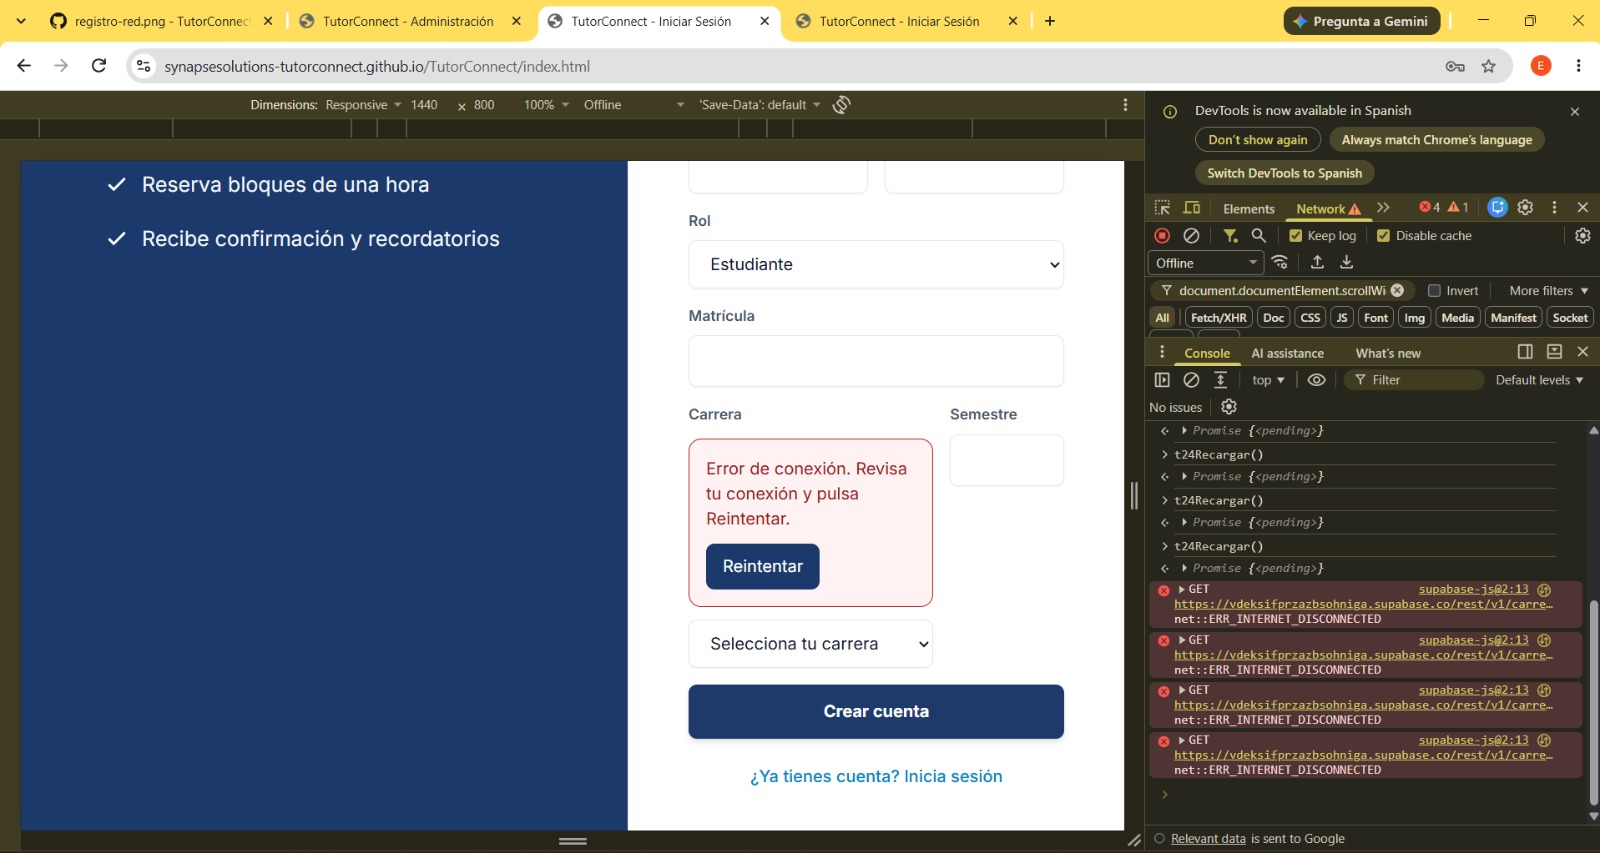 registro-red.png - TutorConnect
TutorConnect - Administración
TutorConnect - Iniciar Sesión
TutorConnect - Iniciar Sesión
Pregunta a Gemini
synapsesolutions-tutorconnect.github.io/TutorConnect/index.html
E
Dimensions: Responsive 1440 x 800 100% Offline 'Save-Data': default
Reserva bloques de una hora
Recibe confirmación y recordatorios
Rol
Estudiante
Matrícula
Carrera
Semestre
Error de conexión. Revisa
tu conexión y pulsa
Reintentar.
Reintentar
Selecciona tu carrera
Crear cuenta
¿Ya tienes cuenta? Inicia sesión
DevTools is now available in Spanish
Don't show again
Always match Chrome's language
Switch DevTools to Spanish
Elements
Network
4
1
Keep log
Disable cache
Offline
document.documentElement.scrollWi
Invert
More filters
All
Fetch/XHR
Doc
CSS
JS
Font
Img
Media
Manifest
Socket
Console
AI assistance
What's new
top
Filter
Default levels
No issues
Promise {<pending>}
t24Recargar()
Promise {<pending>}
t24Recargar()
Promise {<pending>}
t24Recargar()
Promise {<pending>}
GET supabase-js@2:13
https://vdeksifprzazbsohniga.supabase.co/rest/v1/carre…
net::ERR_INTERNET_DISCONNECTED
GET supabase-js@2:13
https://vdeksifprzazbsohniga.supabase.co/rest/v1/carre…
net::ERR_INTERNET_DISCONNECTED
GET supabase-js@2:13
https://vdeksifprzazbsohniga.supabase.co/rest/v1/carre…
net::ERR_INTERNET_DISCONNECTED
GET supabase-js@2:13
https://vdeksifprzazbsohniga.supabase.co/rest/v1/carre…
net::ERR_INTERNET_DISCONNECTED
Relevant data is sent to Google